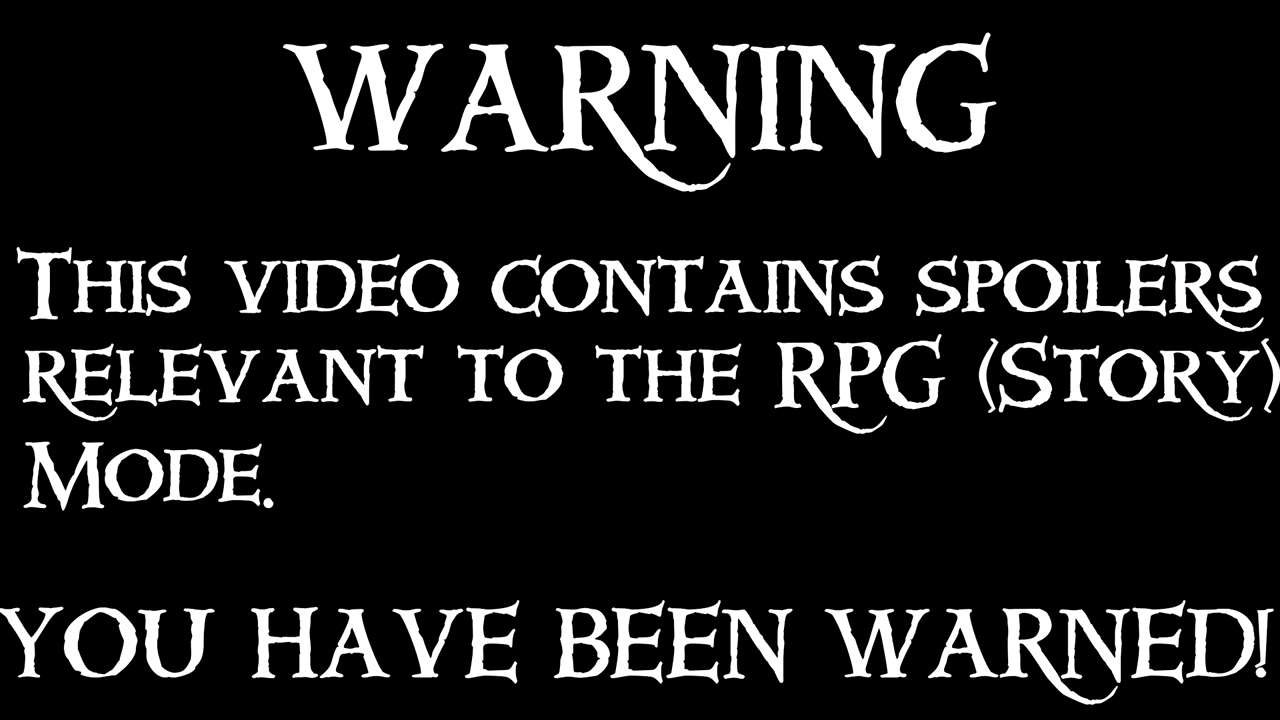 WARNING
This video contains spoilers
relevant to the RPG (Story)
Mode.
YOU HAVE BEEN WARNED!